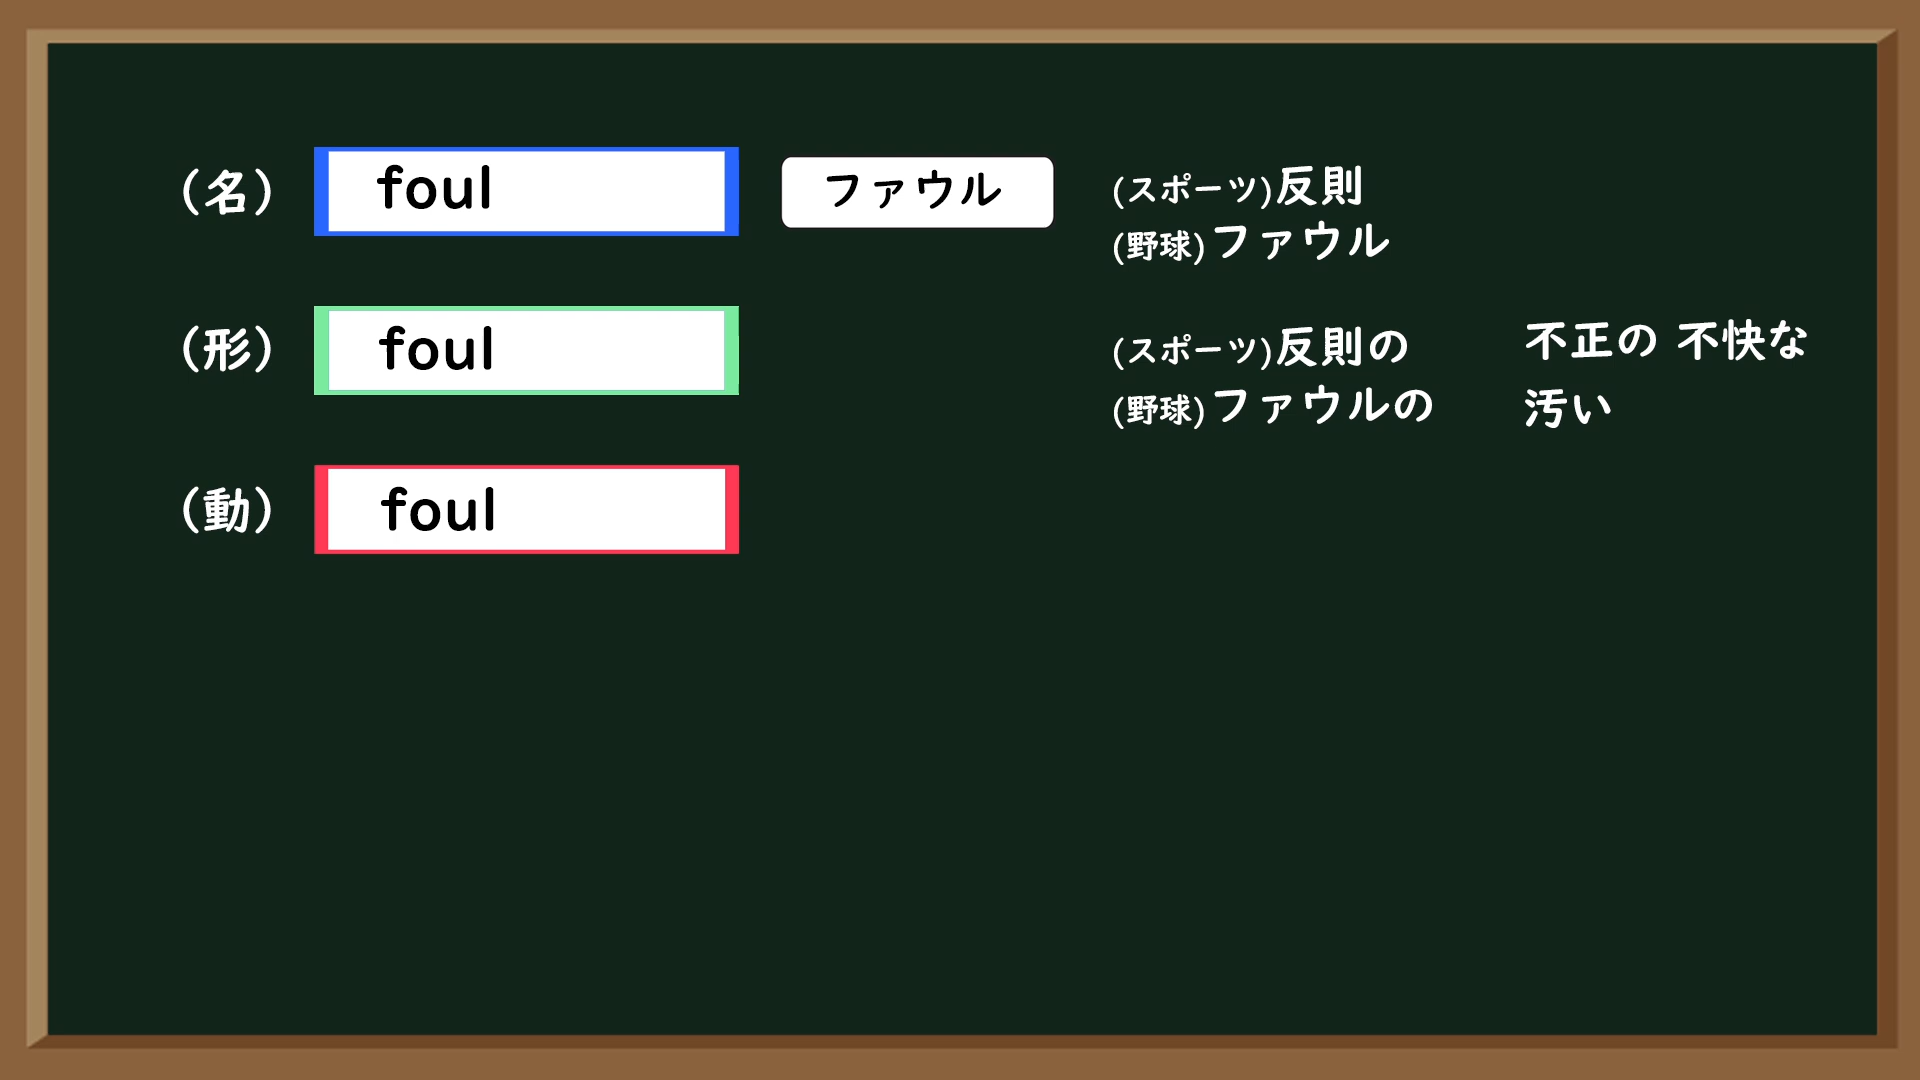 (名) foul ファウル (スポーツ)反則
(野球)ファウル
(形) foul (スポーツ)反則の 不正の 不快な
(野球)ファウルの 汚い
(動) foul